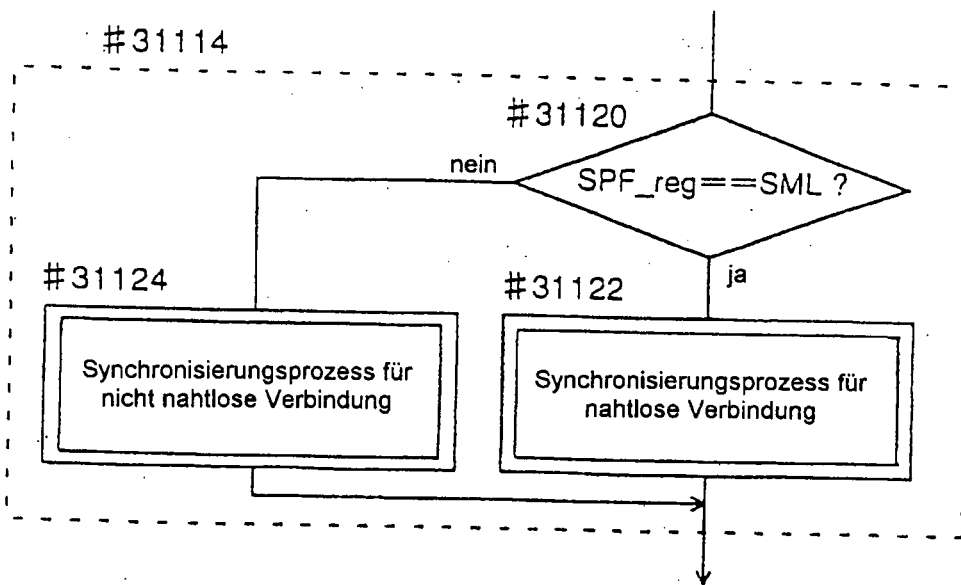 #31114
#31120
nein
SPF_reg==SML ?
ja
#31124
#31122
Synchronisierungsprozess für
nicht nahtlose Verbindung
Synchronisierungsprozess für
nahtlose Verbindung